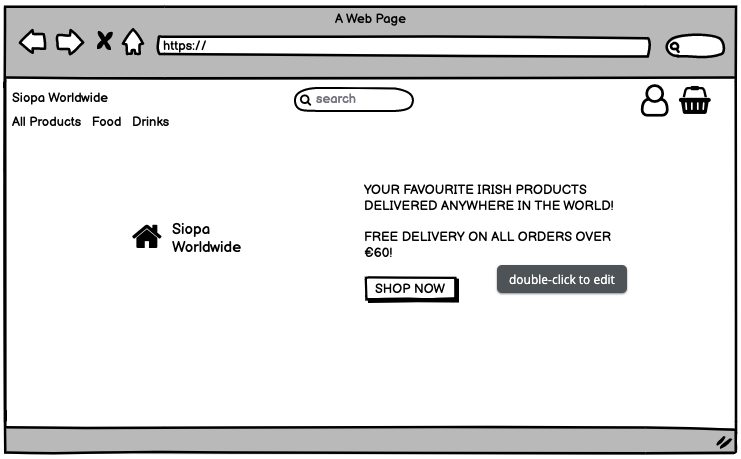 A Web Page
https://
Siopa Worldwide
search
All Products Food Drinks
Siopa
Worldwide
YOUR FAVOURITE IRISH PRODUCTS
DELIVERED ANYWHERE IN THE WORLD!
FREE DELIVERY ON ALL ORDERS OVER
€60!
SHOP NOW
double-click to edit